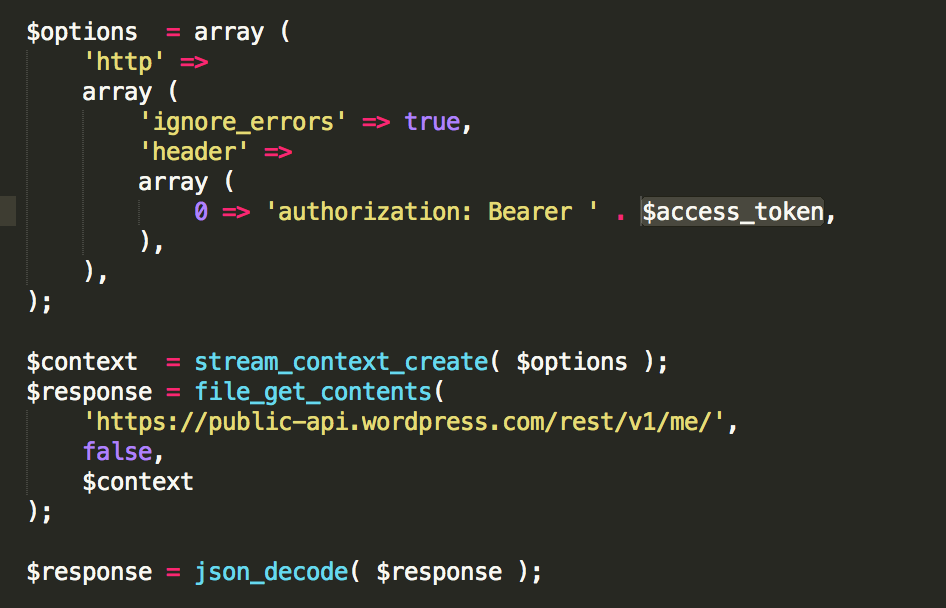 $options  = array (
    'http' =>
    array (
        'ignore_errors' => true,
        'header' =>
        array (
            0 => 'authorization: Bearer ' . $access_token,
        ),
    ),
);

$context  = stream_context_create( $options );
$response = file_get_contents(
    'https://public-api.wordpress.com/rest/v1/me/',
    false,
    $context
);

$response = json_decode( $response );